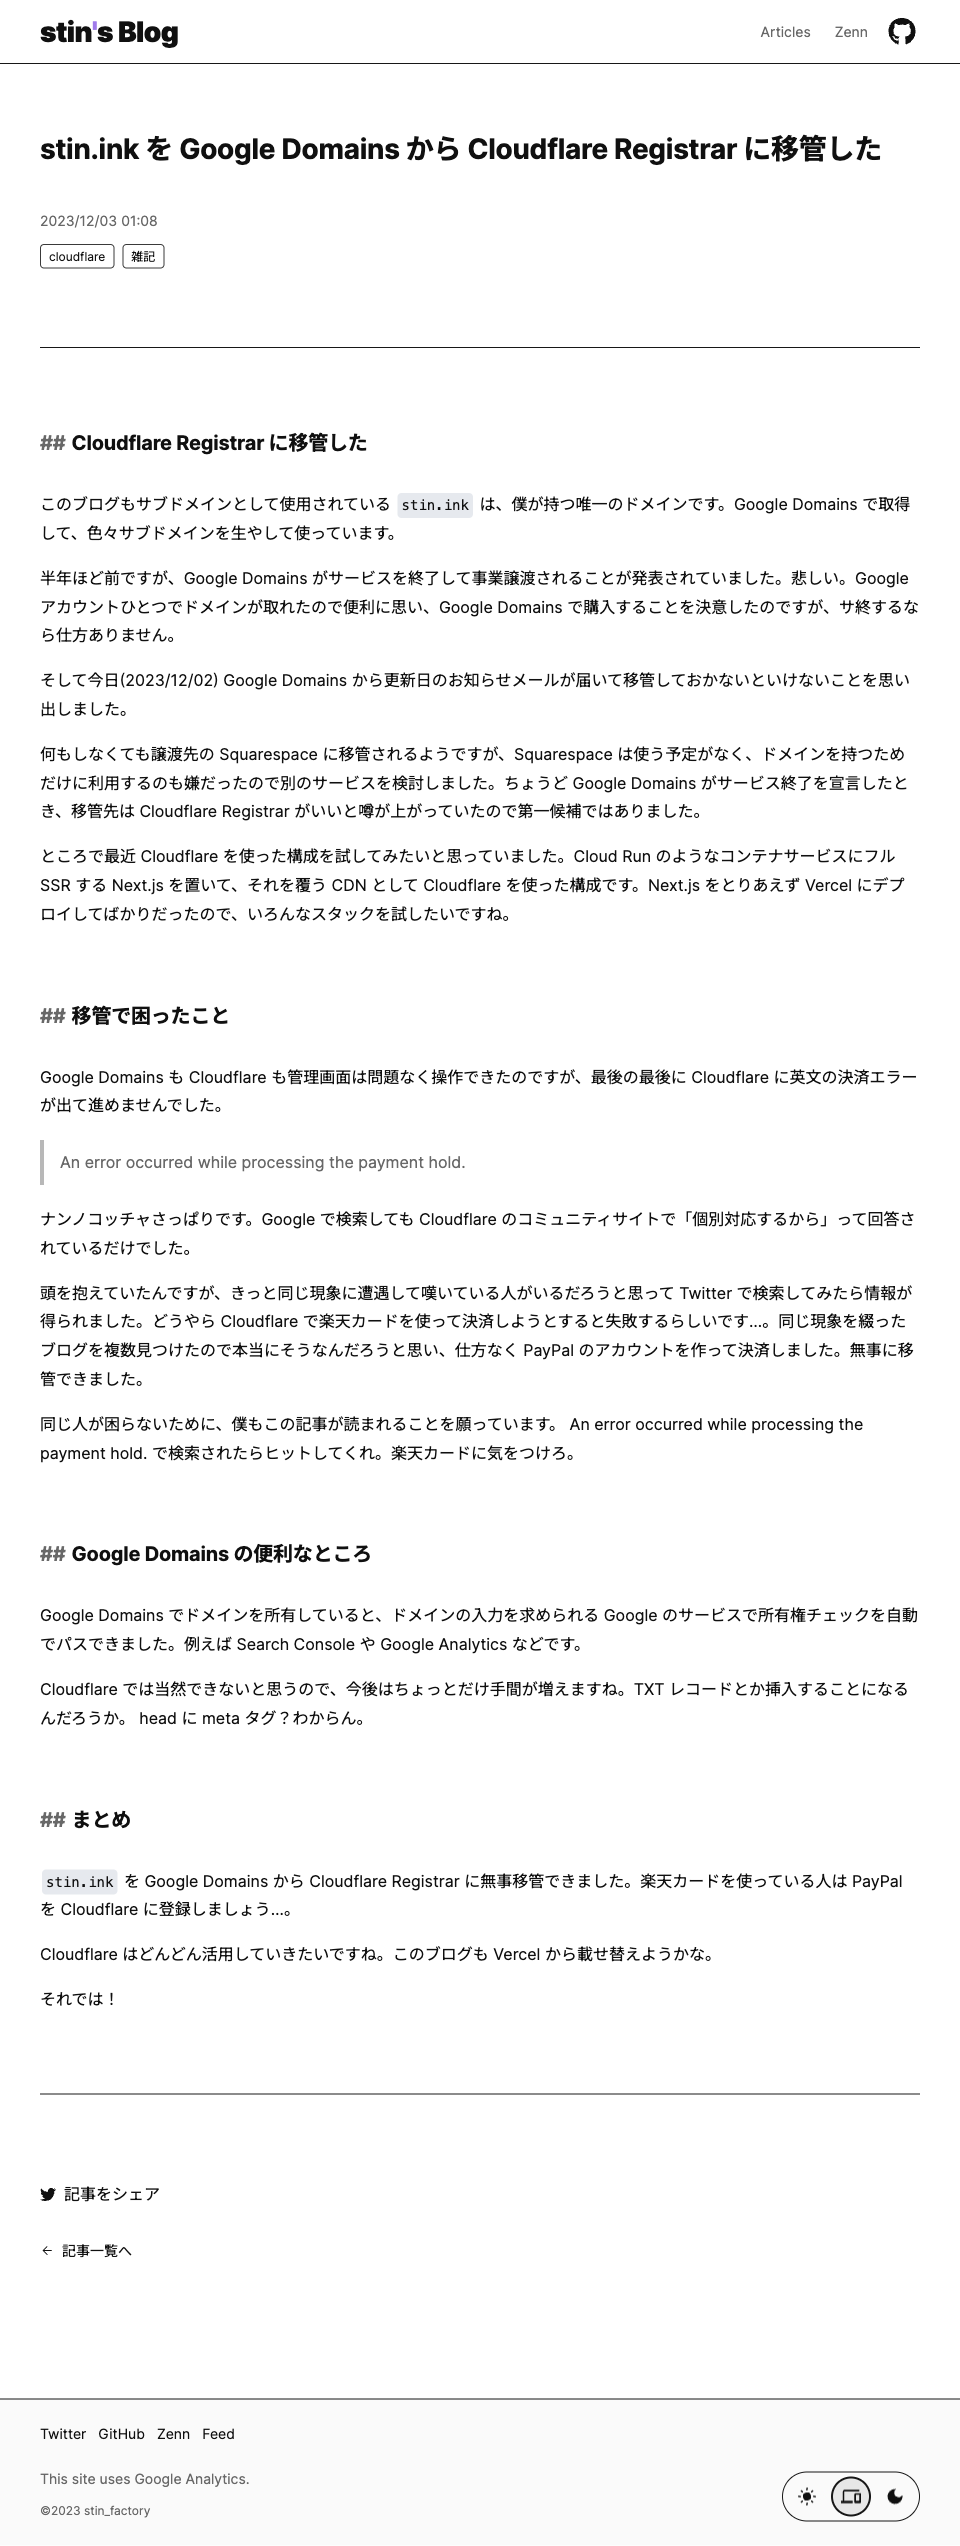 stin's Blog
Articles Zenn
stin.ink を Google Domains から Cloudflare Registrar に移管した
2023/12/03 01:08
cloudflare 雑記
## Cloudflare Registrar に移管した
このブログもサブドメインとして使用されている stin.ink は、僕が持つ唯一のドメインです。Google Domains で取得
して、色々サブドメインを生やして使っています。
半年ほど前ですが、Google Domains がサービスを終了して事業譲渡されることが発表されていました。悲しい。Google
アカウントひとつでドメインが取れたので便利に思い、Google Domains で購入することを決意したのですが、サ終するな
ら仕方ありません。
そして今日(2023/12/02) Google Domains から更新日のお知らせメールが届いて移管しておかないといけないことを思い
出しました。
何もしなくても譲渡先の Squarespace に移管されるようですが、Squarespace は使う予定がなく、ドメインを持つため
だけに利用するのも嫌だったので別のサービスを検討しました。ちょうど Google Domains がサービス終了を宣言したと
き、移管先は Cloudflare Registrar がいいと噂が上がっていたので第一候補ではありました。
ところで最近 Cloudflare を使った構成を試してみたいと思っていました。Cloud Run のようなコンテナサービスにフル
SSR する Next.js を置いて、それを覆う CDN として Cloudflare を使った構成です。Next.js をとりあえず Vercel にデプ
ロイしてばかりだったので、いろんなスタックを試したいですね。
## 移管で困ったこと
Google Domains も Cloudflare も管理画面は問題なく操作できたのですが、最後の最後に Cloudflare に英文の決済エラー
が出て進めませんでした。
An error occurred while processing the payment hold.
ナンノコッチャさっぱりです。Google で検索しても Cloudflare のコミュニティサイトで「個別対応するから」って回答さ
れているだけでした。
頭を抱えていたんですが、きっと同じ現象に遭遇して嘆いている人がいるだろうと思って Twitter で検索してみたら情報が
得られました。どうやら Cloudflare で楽天カードを使って決済しようとすると失敗するらしいです...。同じ現象を綴った
ブログを複数見つけたので本当にそうなんだろうと思い、仕方なく PayPal のアカウントを作って決済しました。無事に移
管できました。
同じ人が困らないために、僕もこの記事が読まれることを願っています。 An error occurred while processing the
payment hold. で検索されたらヒットしてくれ。楽天カードに気をつけろ。
## Google Domains の便利なところ
Google Domains でドメインを所有していると、ドメインの入力を求められる Google のサービスで所有権チェックを自動
でパスできました。例えば Search Console や Google Analytics などです。
Cloudflare では当然できないと思うので、今後はちょっとだけ手間が増えますね。TXT レコードとか挿入することになる
んだろうか。 head に meta タグ？わからん。
## まとめ
stin.ink を Google Domains から Cloudflare Registrar に無事移管できました。楽天カードを使っている人は PayPal
を Cloudflare に登録しましょう...。
Cloudflare はどんどん活用していきたいですね。このブログも Vercel から載せ替えようかな。
それでは！
記事をシェア
← 記事一覧へ
Twitter GitHub Zenn Feed
This site uses Google Analytics.
©2023 stin_factory